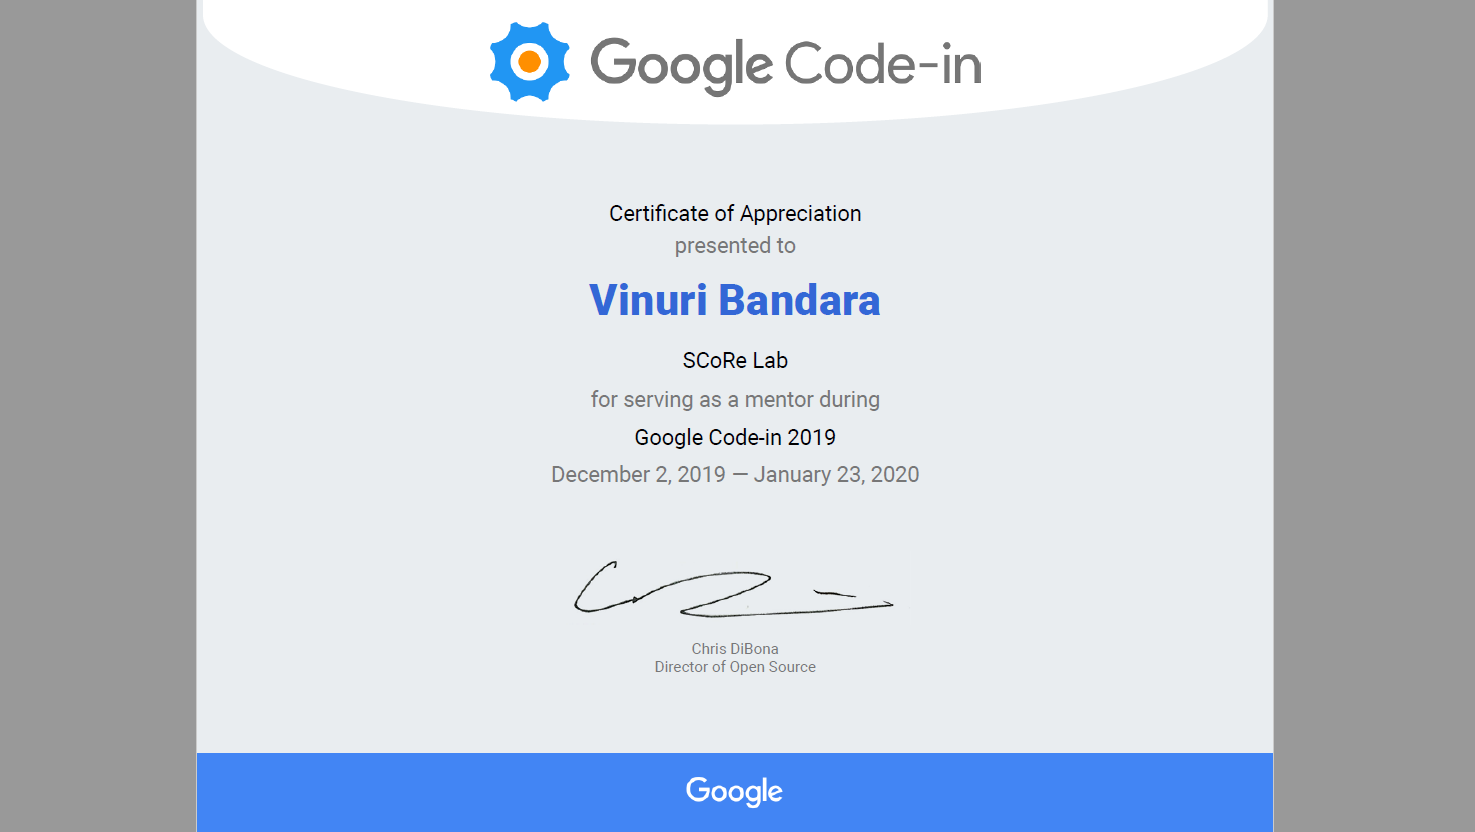 Google Code-in
Certificate of Appreciation
presented to
Vinuri Bandara
SCoRe Lab
for serving as a mentor during
Google Code-in 2019
December 2, 2019 — January 23, 2020
Chris DiBona
Director of Open Source
Google